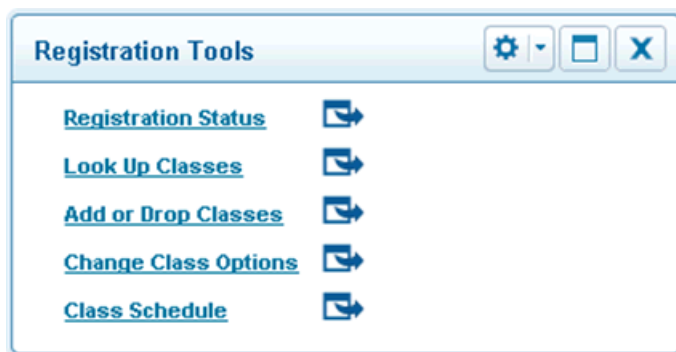 Registration Tools
Registration Status
Look Up Classes
Add or Drop Classes
Change Class Options
Class Schedule